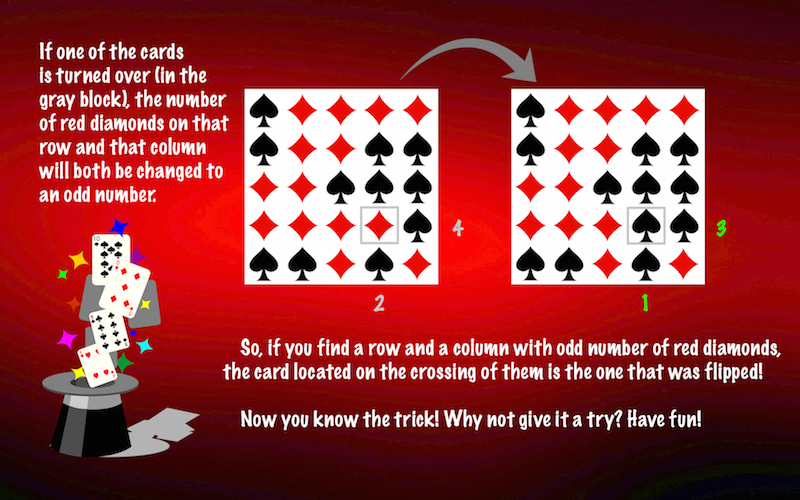 If one of the cards
is turned over (in the
gray block), the number
of red diamonds on that
row and that column
will both be changed to
an odd number.
4
3
2
1
So, if you find a row and a column with odd number of red diamonds,
the card located on the crossing of them is the one that was flipped!
Now you know the trick! Why not give it a try? Have fun!